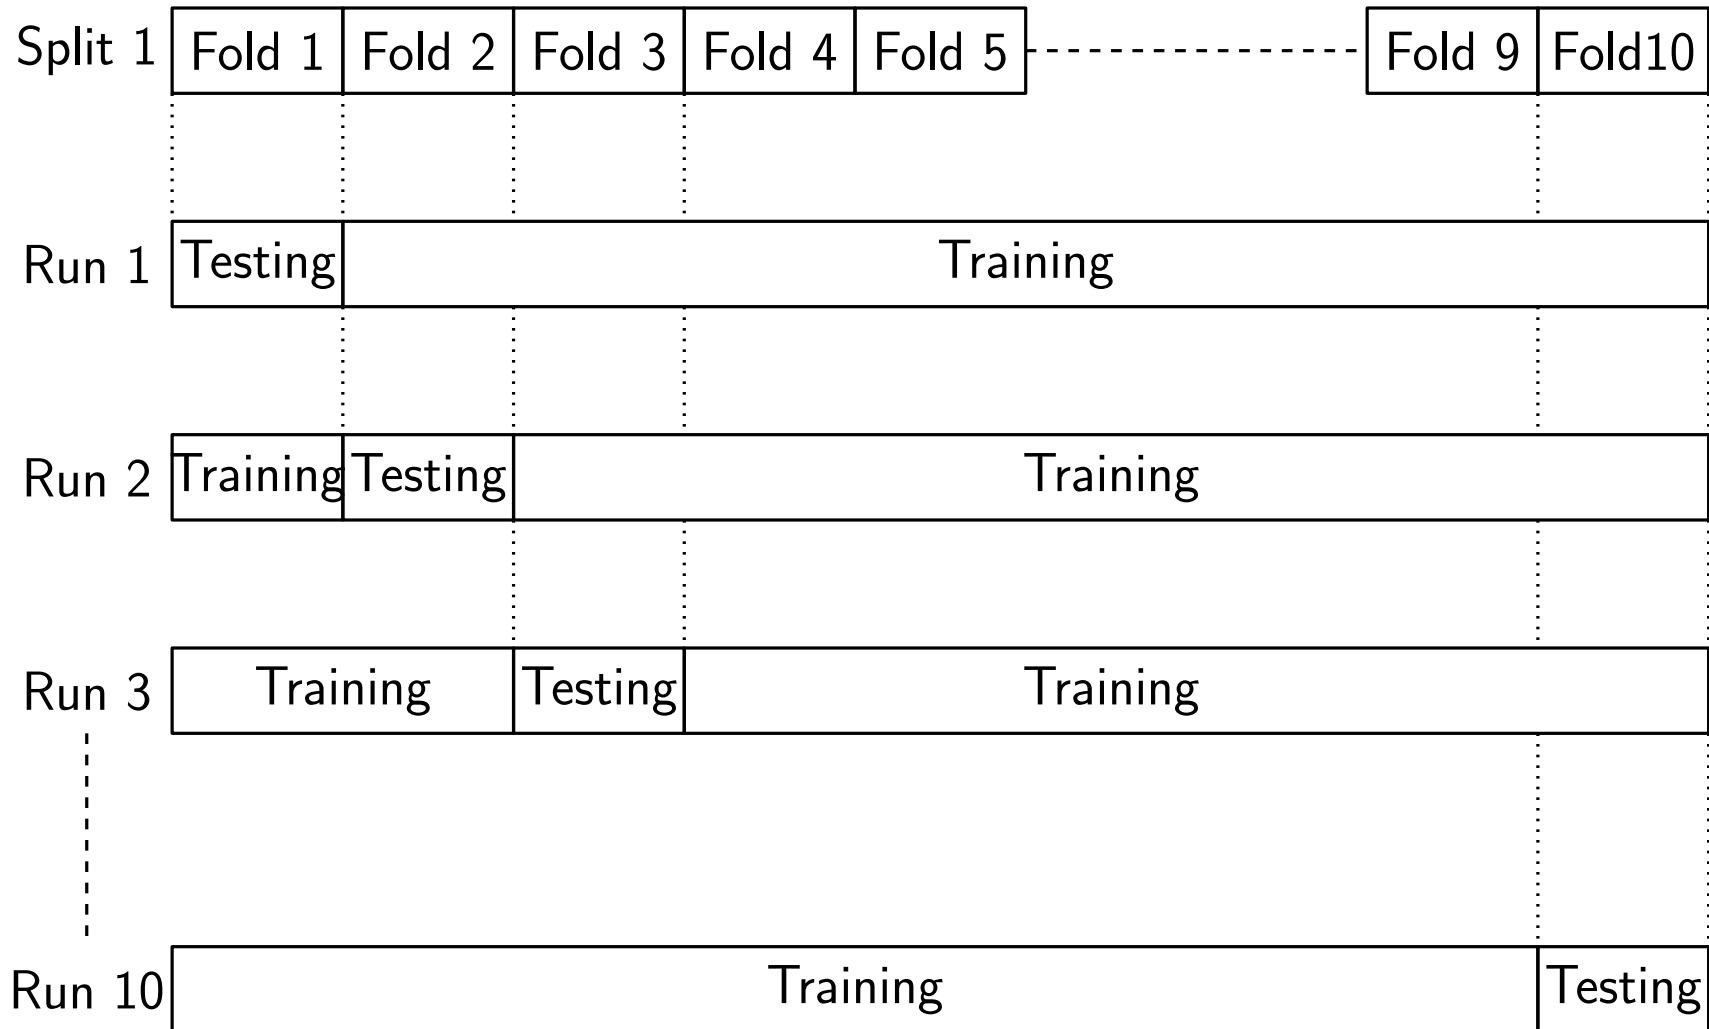 Split 1 Fold 1 Fold 2 Fold 3 Fold 4 Fold 5 Fold 9 Fold10
Run 1 Testing Training
Run 2 Training Testing Training
Run 3 Training Testing Training
Run 10 Training Testing